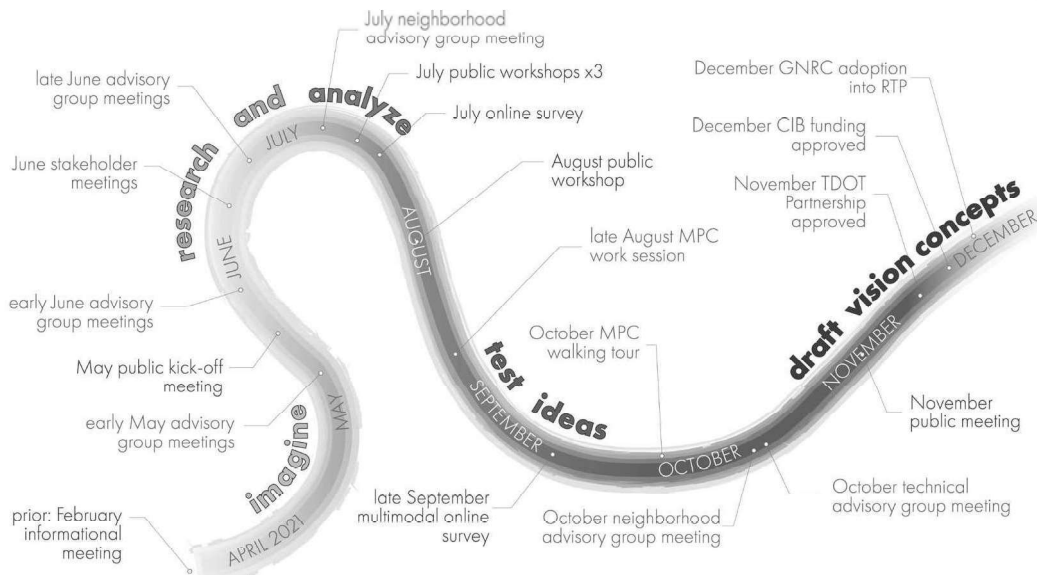 prior: February
informational
meeting
APRIL 2021
imagine
early May advisory
group meetings
MAY
May public kick-off
meeting
early June advisory
group meetings
JUNE
June stakeholder
meetings
late June advisory
group meetings
research and analyze
JULY
July neighborhood
advisory group meeting
July public workshops x3
July online survey
AUGUST
August public
workshop
late August MPC
work session
test ideas
SEPTEMBER
late September
multimodal online
survey
October MPC
walking tour
OCTOBER
October neighborhood
advisory group meeting
October technical
advisory group meeting
draft vision concepts
NOVEMBER
November
public meeting
November TDOT
Partnership
approved
December CIB funding
approved
December GNRC adoption
into RTP
DECEMBER